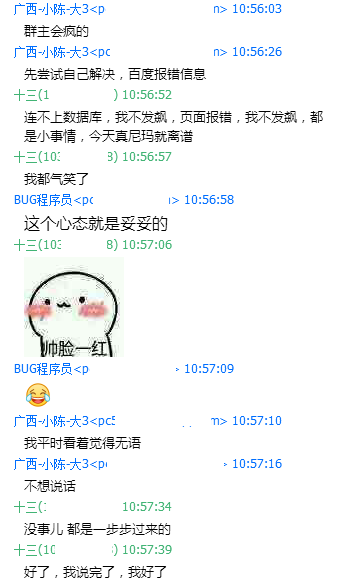 广西-小陈-大3<p n> 10:56:03
群主会疯的
广西-小陈-大3<pc m> 10:56:26
先尝试自己解决，百度报错信息
十三(1 ) 10:56:52
连不上数据库，我不发飙，页面报错，我不发飙，都
是小事情，今天真尼玛就离谱
十三(103 8) 10:56:57
我都气笑了
BUG程序员<pc > 10:56:58
这个心态就是妥妥的
十三(103 8) 10:57:06
帅脸一红
BUG程序员<p > 10:57:09
广西-小陈-大3<pc5 m> 10:57:10
我平时看着觉得无语
广西-小陈-大3<pc > 10:57:16
不想说话
十三(1 10:57:34
没事儿 都是一步步过来的
十三(10 8) 10:57:39
好了，我说完了，我好了